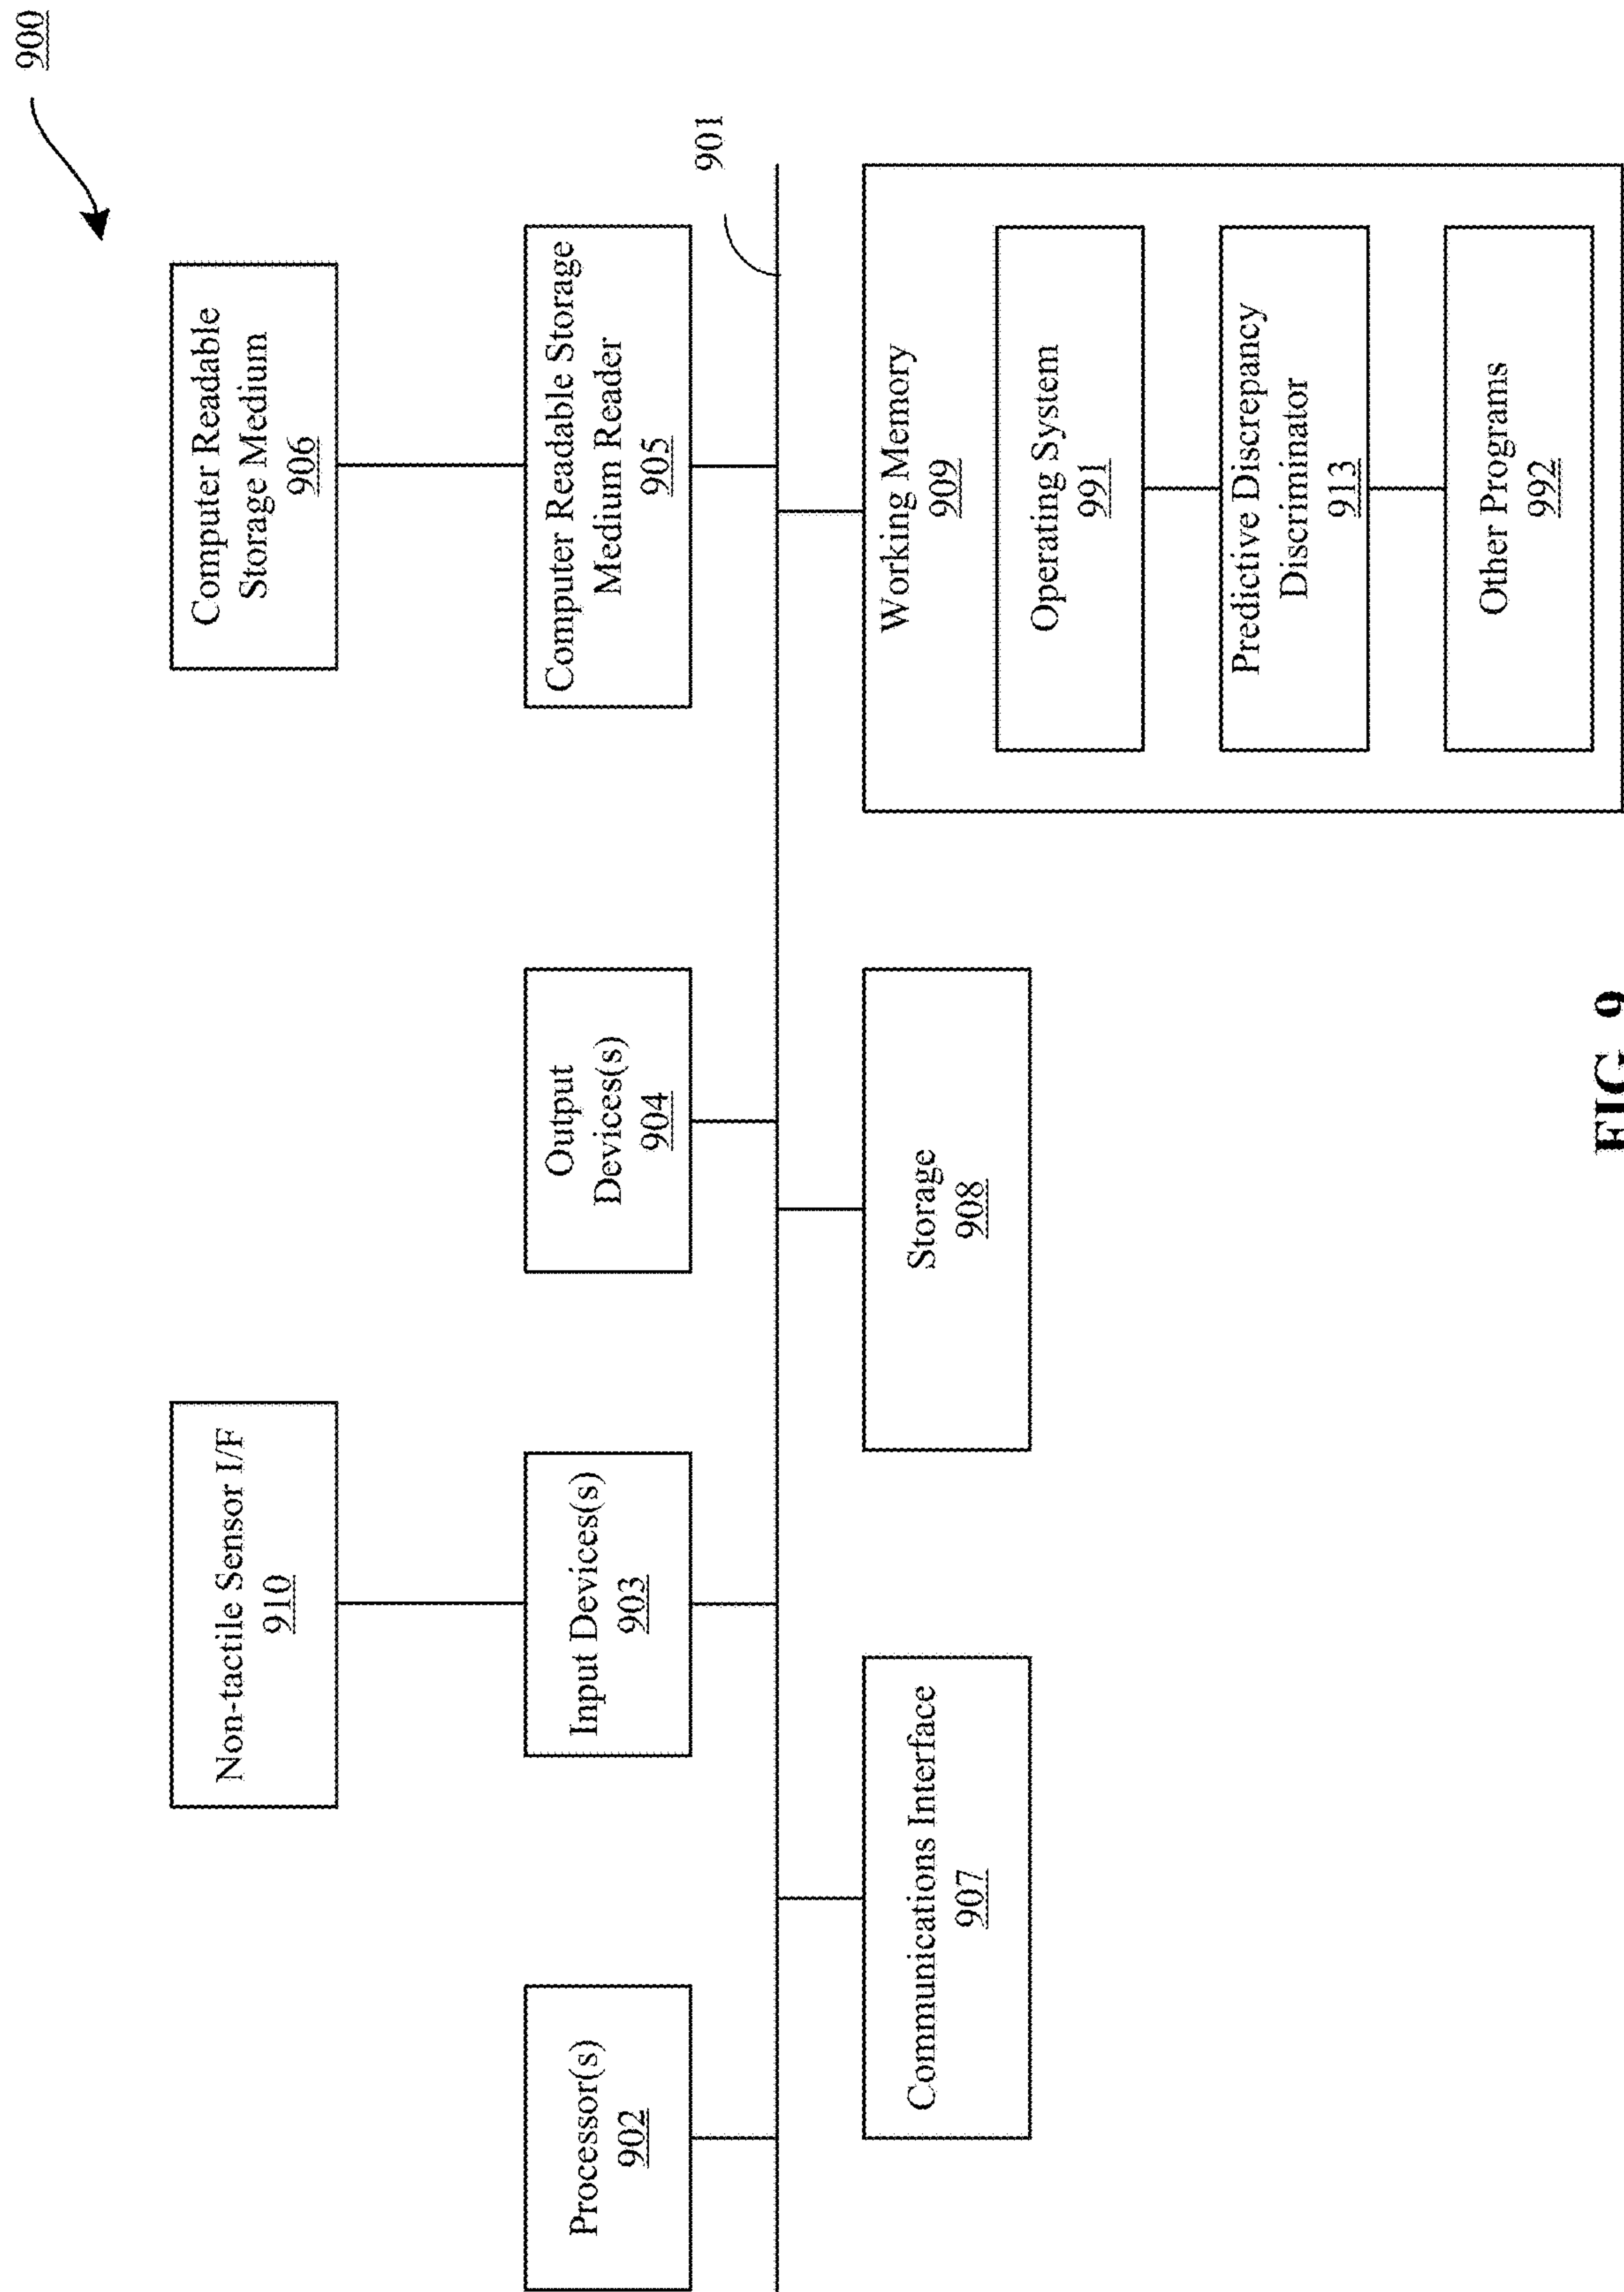 900
Non-tactile Sensor I/F
910
Computer Readable
Storage Medium
906
Processor(s)
902
Input Devices(s)
903
Output
Devices(s)
904
Computer Readable Storage
Medium Reader
905
901
Communications Interface
907
Storage
908
Working Memory
909
Operating System
991
Predictive Discrepancy
Discriminator
913
Other Programs
992
FIG. 9